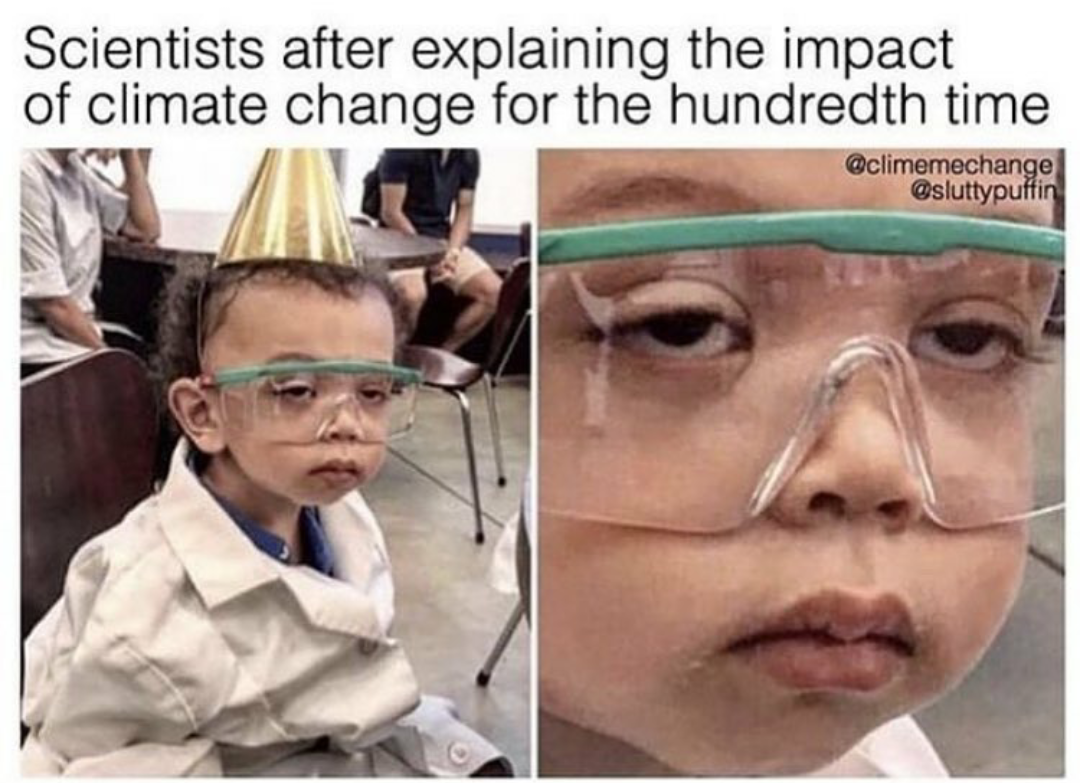 Scientists after explaining the impact
of climate change for the hundredth time
@climemechange
@sluttypuffin